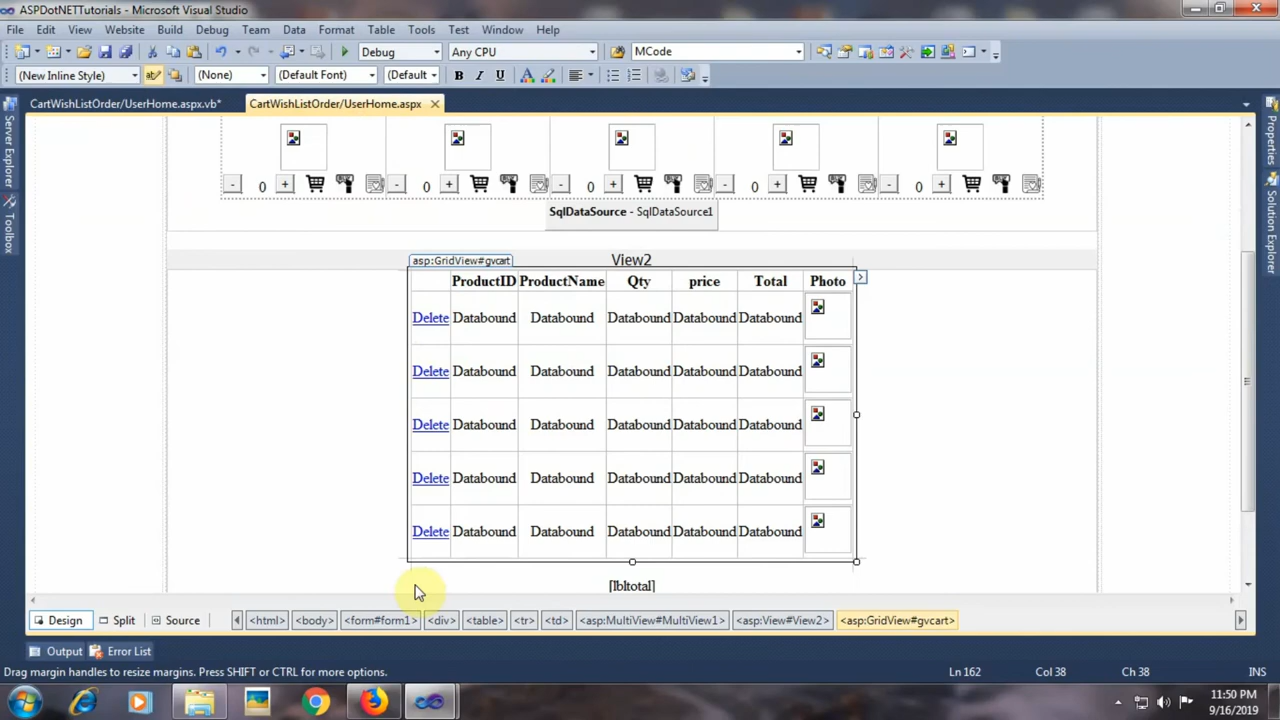 ASPDotNETTutorials - Microsoft Visual Studio
File Edit View Website Build Debug Team Data Format Table Tools Test Window Help
Debug Any CPU MCode
(New Inline Style) (None) (Default Font) (Default B I U A
CartWishListOrder/UserHome.aspx.vb* CartWishListOrder/UserHome.aspx
Server Explorer
Toolbox
Properties
Solution Explorer
- 0 + - 0 + - 0 + - 0 + - 0 +
SqlDataSource - SqlDataSource1
asp:GridView#gvcart View2
ProductID ProductName Qty price Total Photo
Delete Databound Databound Databound Databound Databound
Delete Databound Databound Databound Databound Databound
Delete Databound Databound Databound Databound Databound
Delete Databound Databound Databound Databound Databound
Delete Databound Databound Databound Databound Databound
[lbltotal]
Design Split Source <html> <body> <form#form1> <div> <table> <tr> <td> <asp:MultiView#MultiView1> <asp:View#View2> <asp:GridView#gvcart>
Output Error List
Drag margin handles to resize margins. Press SHIFT or CTRL for more options. Ln 162 Col 38 Ch 38 INS
11:50 PM
9/16/2019